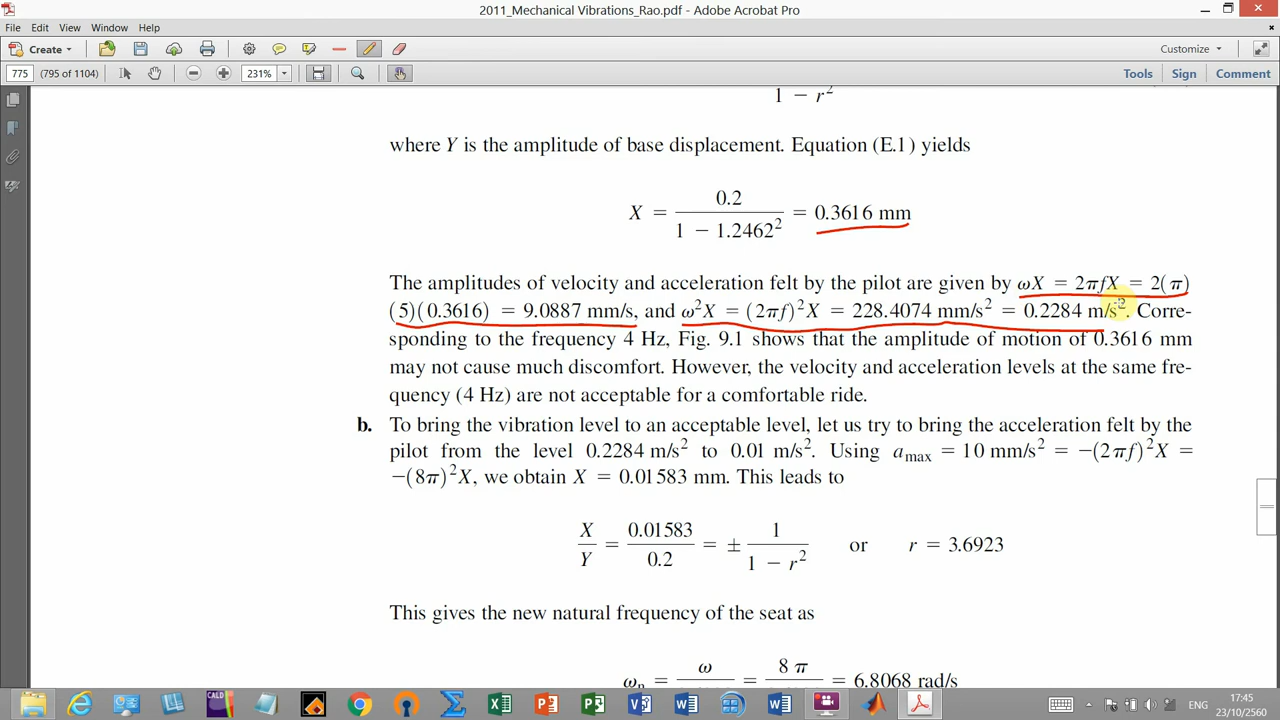 2011_Mechanical Vibrations_Rao.pdf - Adobe Acrobat Pro
File Edit View Window Help
Create Customize
775 (795 of 1104) 231% Tools Sign Comment
1 − r²
where Y is the amplitude of base displacement. Equation (E.1) yields
X = 0.2 / (1 − 1.2462²) = 0.3616 mm
The amplitudes of velocity and acceleration felt by the pilot are given by ωX = 2πfX = 2(π)
(5)(0.3616) = 9.0887 mm/s, and ω²X = (2πf)²X = 228.4074 mm/s² = 0.2284 m/s². Corre-
sponding to the frequency 4 Hz, Fig. 9.1 shows that the amplitude of motion of 0.3616 mm
may not cause much discomfort. However, the velocity and acceleration levels at the same fre-
quency (4 Hz) are not acceptable for a comfortable ride.
b. To bring the vibration level to an acceptable level, let us try to bring the acceleration felt by the
pilot from the level 0.2284 m/s² to 0.01 m/s². Using a_max = 10 mm/s² = −(2πf)²X =
−(8π)²X, we obtain X = 0.01583 mm. This leads to
X/Y = 0.01583/0.2 = ± 1/(1 − r²) or r = 3.6923
This gives the new natural frequency of the seat as
ω_n = ω = 8 π = 6.8068 rad/s
CALD
ENG 17:45
23/10/2560